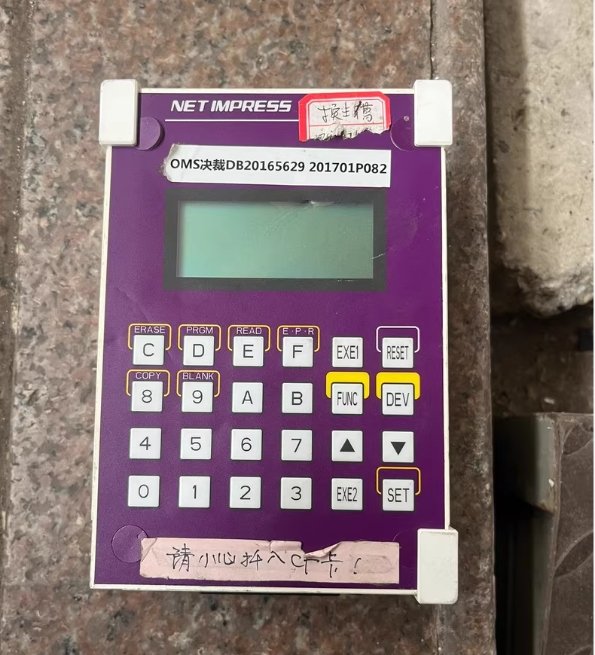 NET IMPRESS
OMS决裁DB20165629 201701P082
ERASE PRGM READ E·P·R
C D E F EXE1 RESET
COPY BLANK
8 9 A B FUNC DEV
4 5 6 7 ▲ ▼
0 1 2 3 EXE2 SET
请小心 入CF卡!